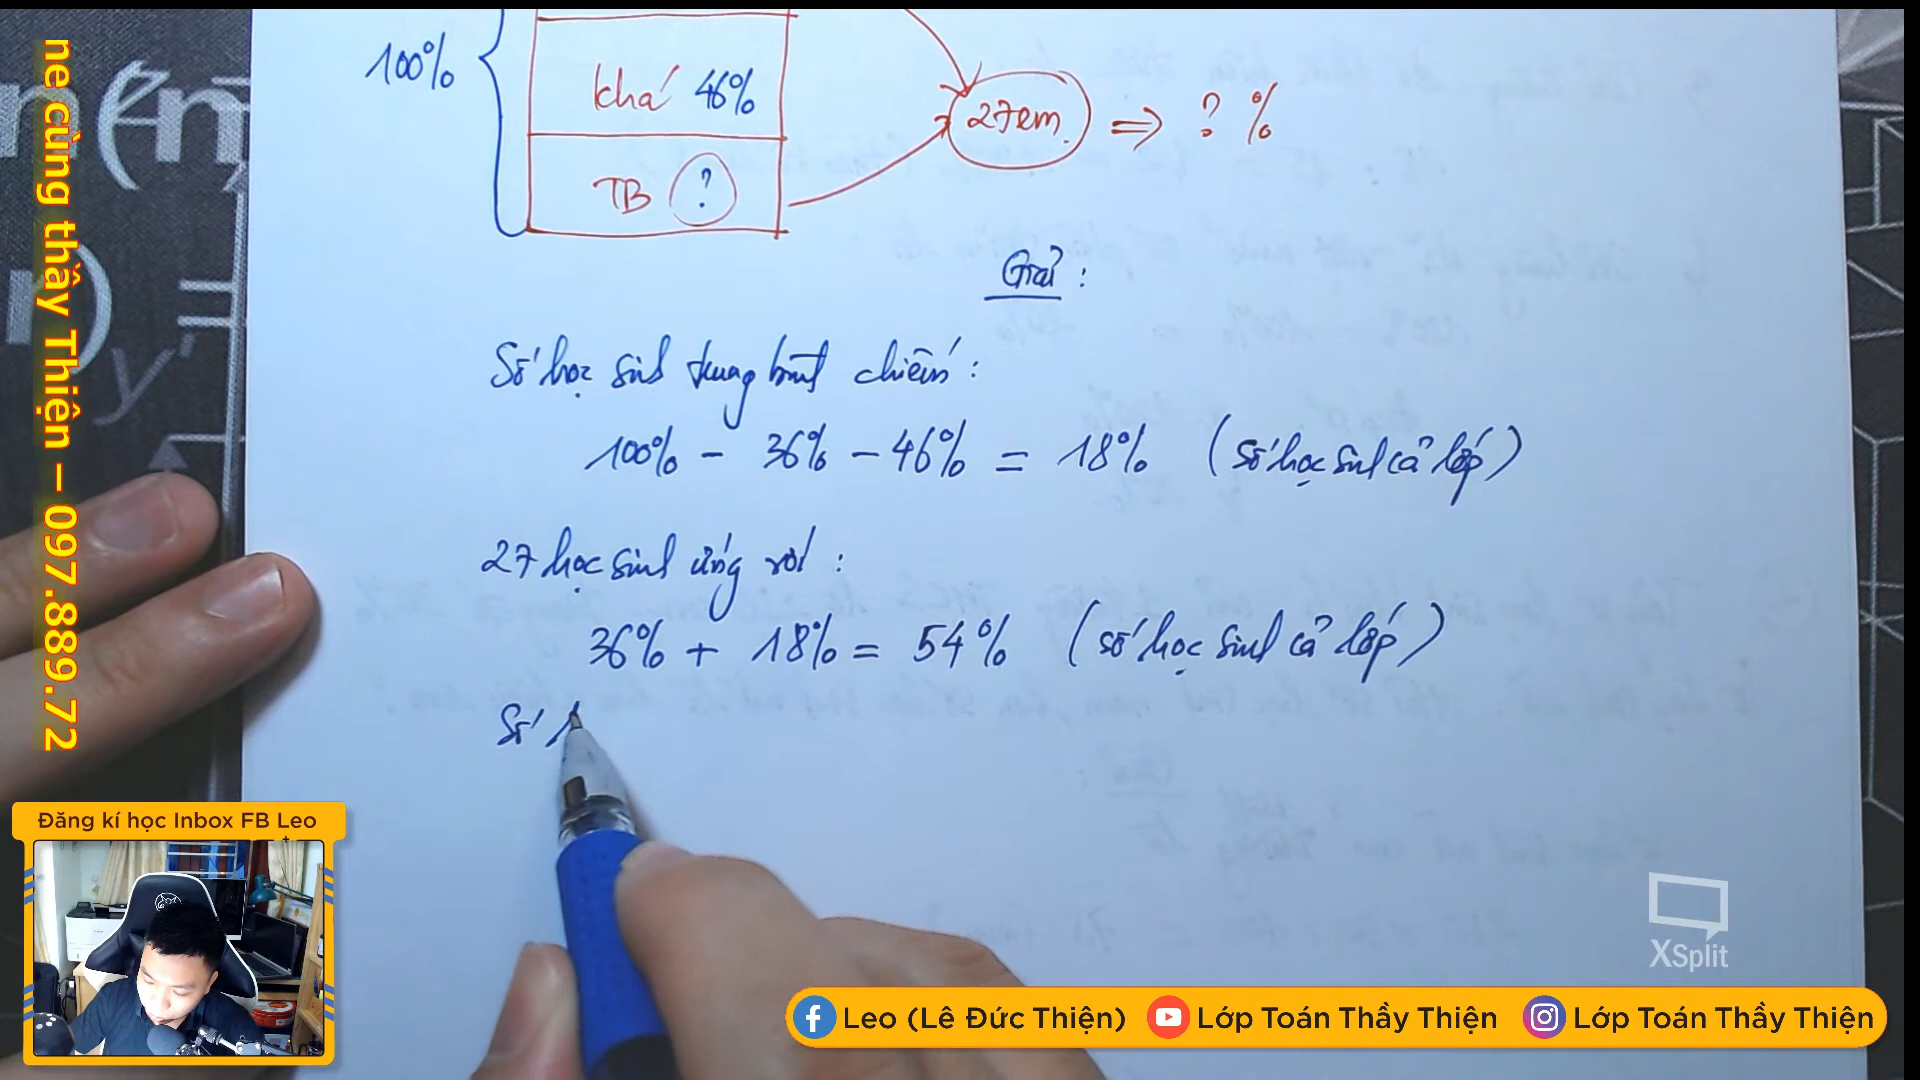 100%
khá 46%
TB ?
27 em. ⇒ ? %
Giải :
Số học sinh trung bình chiếm :
100% - 36% - 46% = 18% (số học sinh cả lớp)
27 học sinh ứng với :
36% + 18% = 54% (số học sinh cả lớp)
Số
ne cùng thầy Thiện – 097.889.72
Đăng kí học Inbox FB Leo
XSplit
Leo (Lê Đức Thiện) Lớp Toán Thầy Thiện Lớp Toán Thầy Thiện